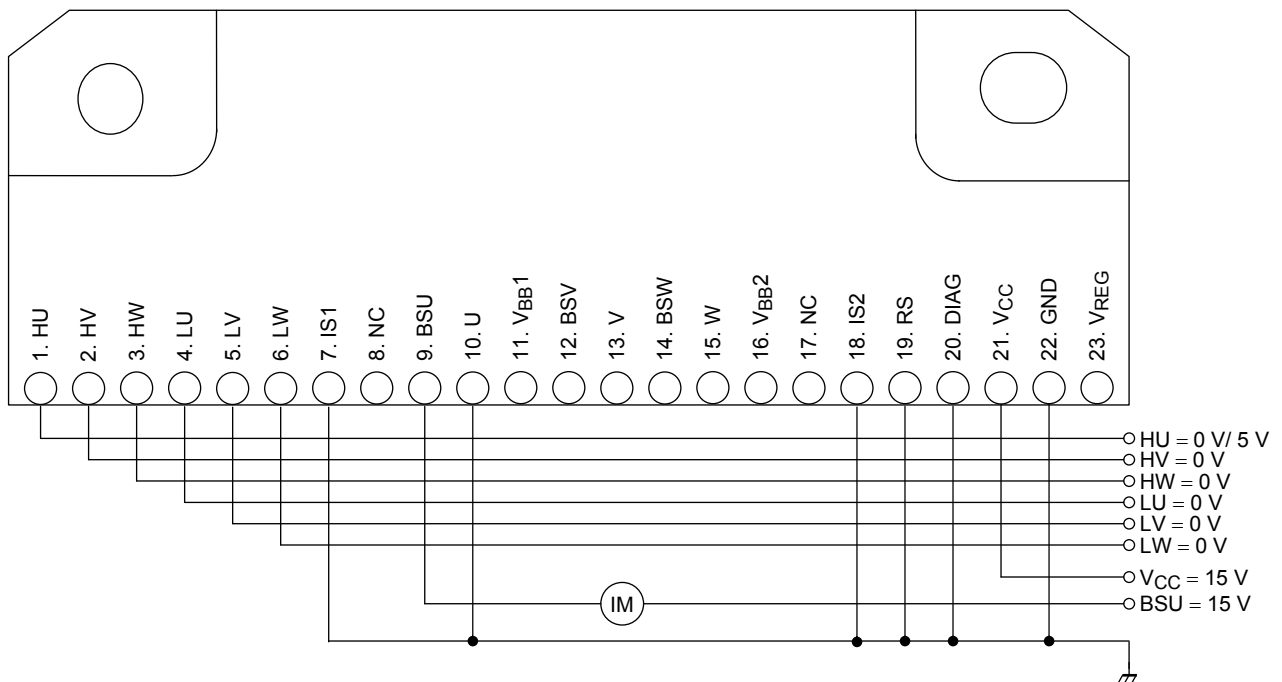 1. HU
2. HV
3. HW
4. LU
5. LV
6. LW
7. IS1
8. NC
9. BSU
10. U
11. VBB1
12. BSV
13. V
14. BSW
15. W
16. VBB2
17. NC
18. IS2
19. RS
20. DIAG
21. VCC
22. GND
23. VREG
HU = 0 V/ 5 V
HV = 0 V
HW = 0 V
LU = 0 V
LV = 0 V
LW = 0 V
VCC = 15 V
IM
BSU = 15 V